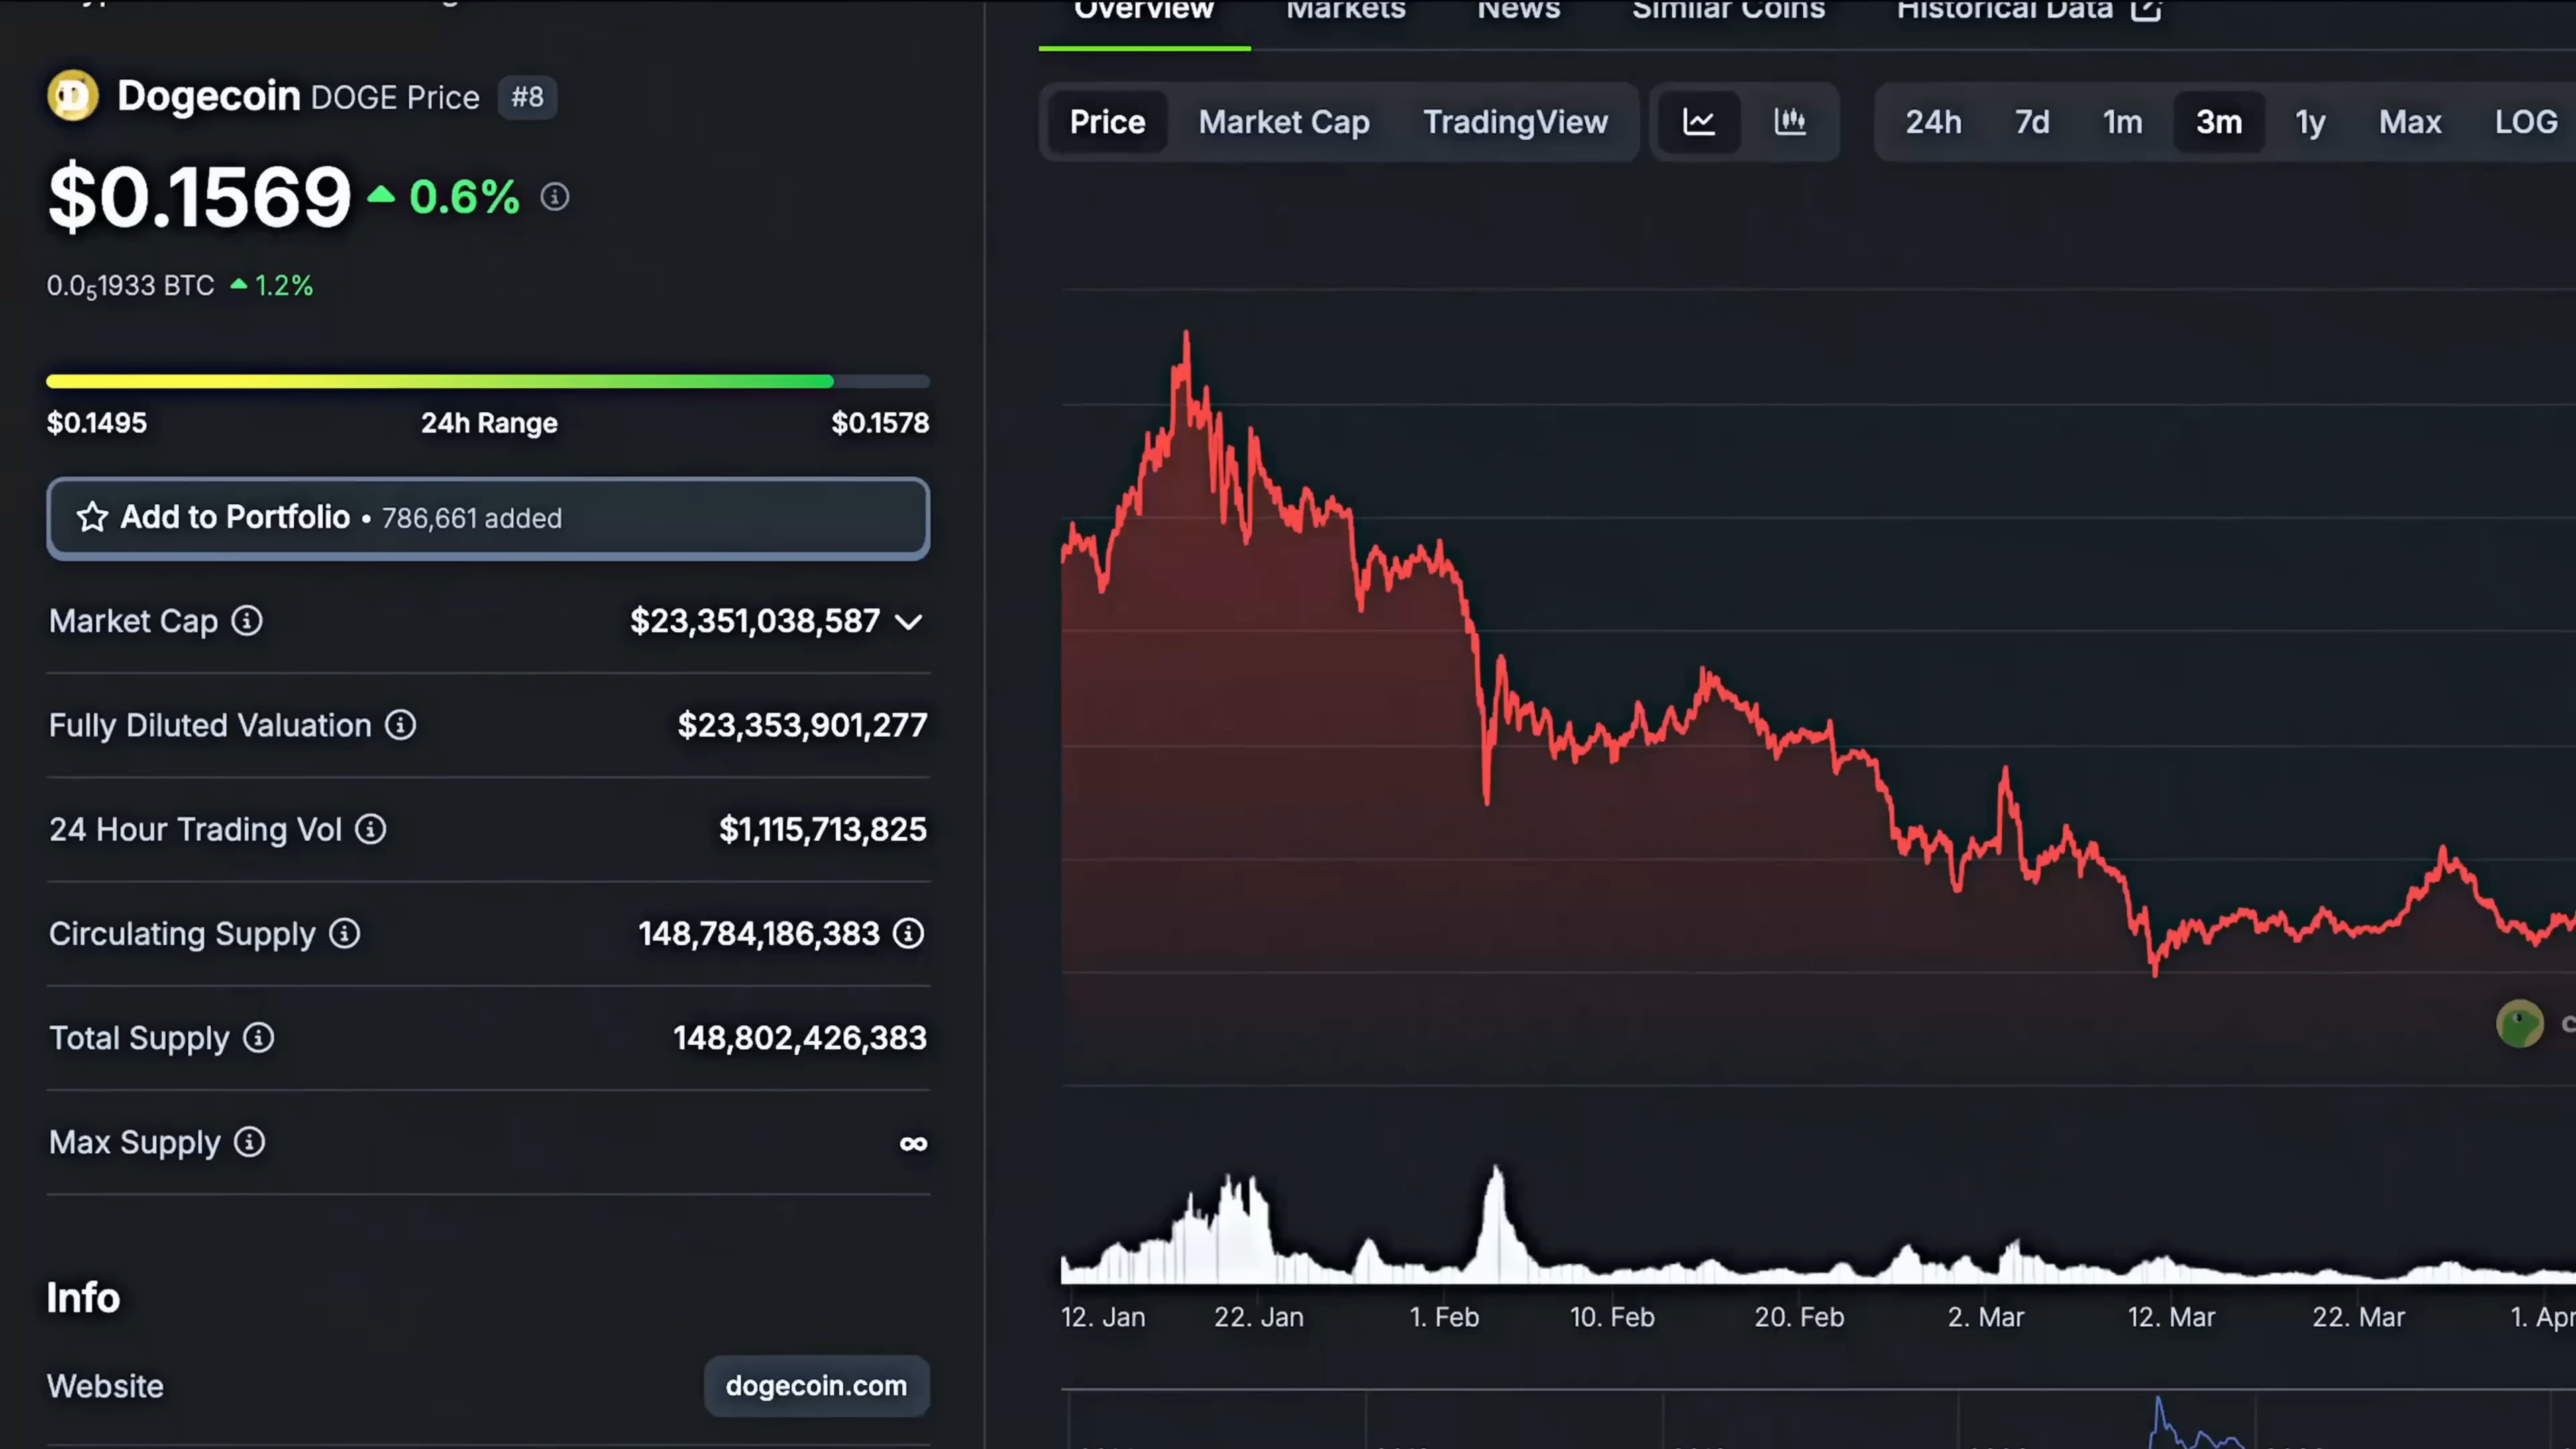 Overview Markets News Similar Coins Historical Data
Dogecoin DOGE Price #8
$0.1569 0.6%
0.0₅1933 BTC 1.2%
$0.1495 24h Range $0.1578
Add to Portfolio • 786,661 added
Market Cap $23,351,038,587
Fully Diluted Valuation $23,353,901,277
24 Hour Trading Vol $1,115,713,825
Circulating Supply 148,784,186,383
Total Supply 148,802,426,383
Max Supply ∞
Info
Website dogecoin.com
Price Market Cap TradingView 24h 7d 1m 3m 1y Max LOG
12. Jan 22. Jan 1. Feb 10. Feb 20. Feb 2. Mar 12. Mar 22. Mar 1. Apr